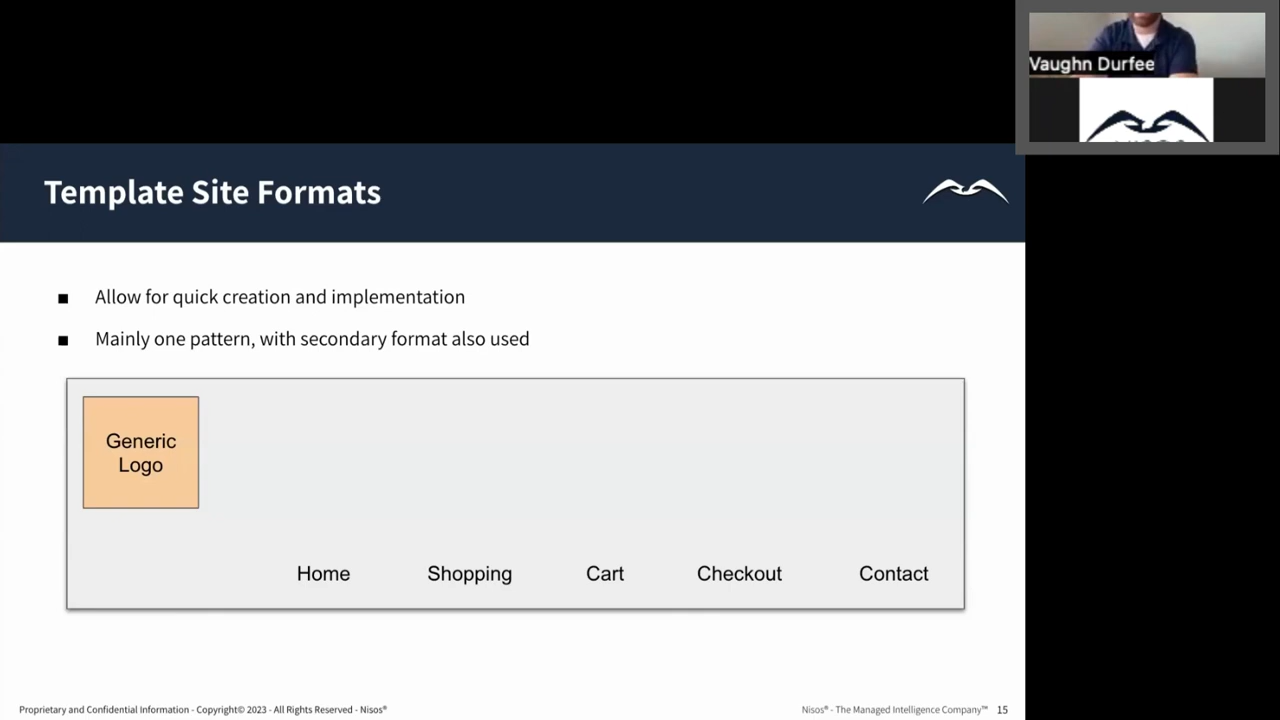 Vaughn Durfee
Template Site Formats
■ Allow for quick creation and implementation
■ Mainly one pattern, with secondary format also used
Generic
Logo
Home Shopping Cart Checkout Contact
Proprietary and Confidential Information - Copyright© 2023 - All Rights Reserved - Nisos®
Nisos® - The Managed Intelligence Company™ 15